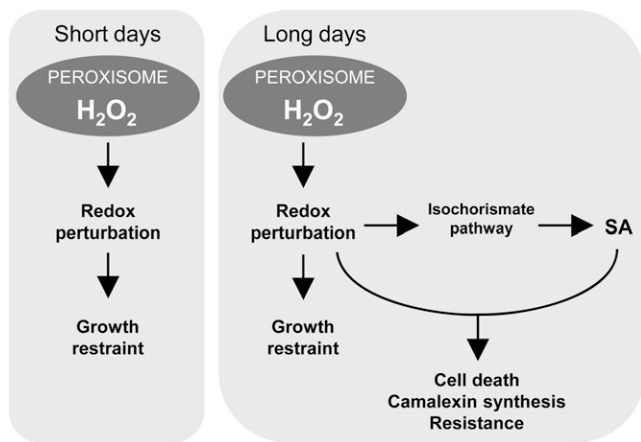 Short days
PEROXISOME
H₂O₂
Redox
perturbation
Growth
restraint
Long days
PEROXISOME
H₂O₂
Redox
perturbation
Isochorismate
pathway
SA
Growth
restraint
Cell death
Camalexin synthesis
Resistance